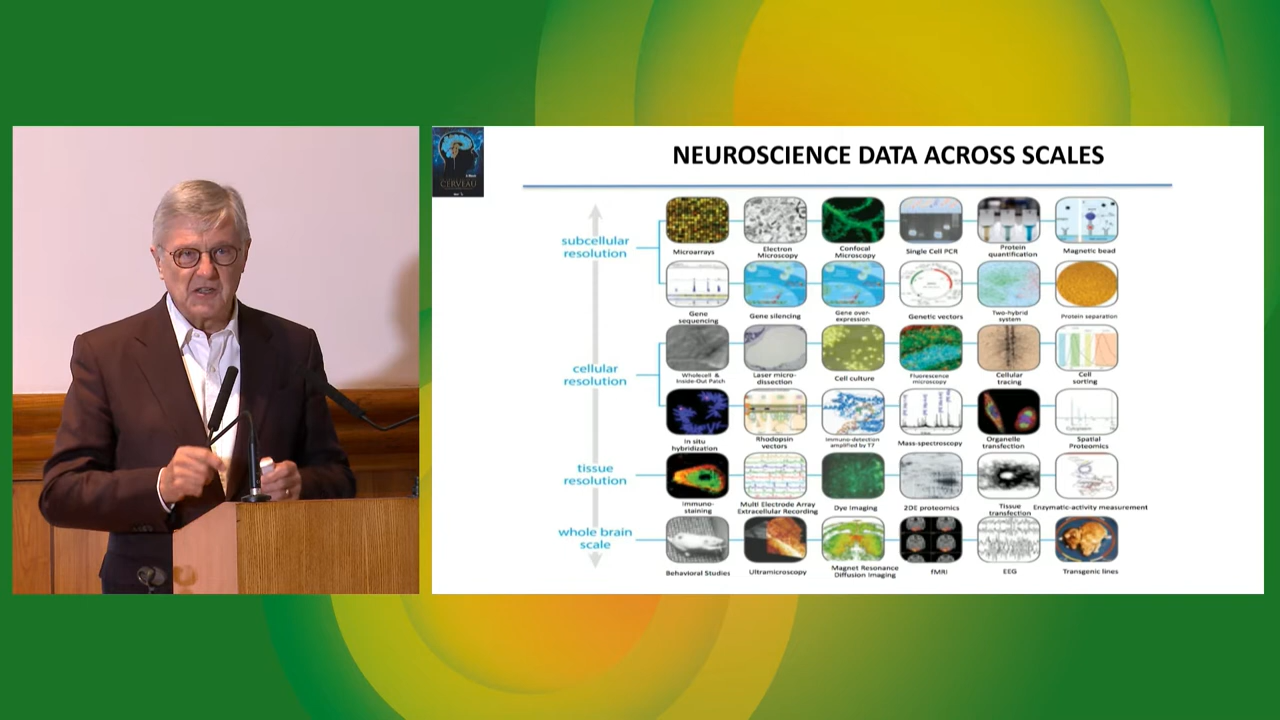 CERVEAU
NEUROSCIENCE DATA ACROSS SCALES
subcellular
resolution
Microarrays
Electron
Microscopy
Confocal
Microscopy
Single Cell PCR
Protein
quantification
Magnetic bead
Gene
sequencing
Gene silencing
Gene over-
expression
Genetic vectors
Two-hybrid
system
Protein separation
cellular
resolution
Wholecell &
Inside-Out Patch
Laser micro-
dissection
Cell culture
Fluorescence
microscopy
Cellular
tracing
Cell
sorting
In situ
hybridization
Rhodopsin
vectors
Immuno-detection
amplified by T7
Mass-spectroscopy
Organelle
transfection
Spatial
Proteomics
tissue
resolution
Immuno-
staining
Multi Electrode Array
Extracellular Recording
Dye Imaging
2DE proteomics
Tissue
transfection
Enzymatic-activity measurement
whole brain
scale
Behavioral Studies
Ultramicroscopy
Magnet Resonance
Diffusion Imaging
fMRI
EEG
Transgenic lines